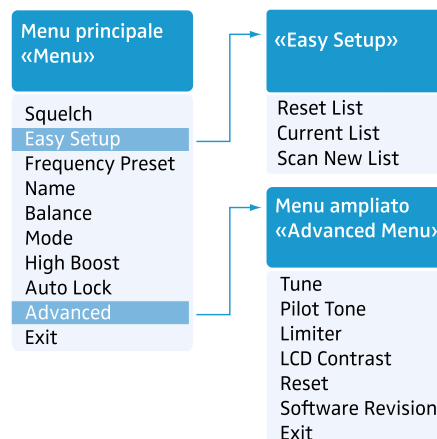 Menu principale
«Menu»
Squelch
Easy Setup
Frequency Preset
Name
Balance
Mode
High Boost
Auto Lock
Advanced
Exit
«Easy Setup»
Reset List
Current List
Scan New List
Menu ampliato
«Advanced Menu»
Tune
Pilot Tone
Limiter
LCD Contrast
Reset
Software Revision
Exit